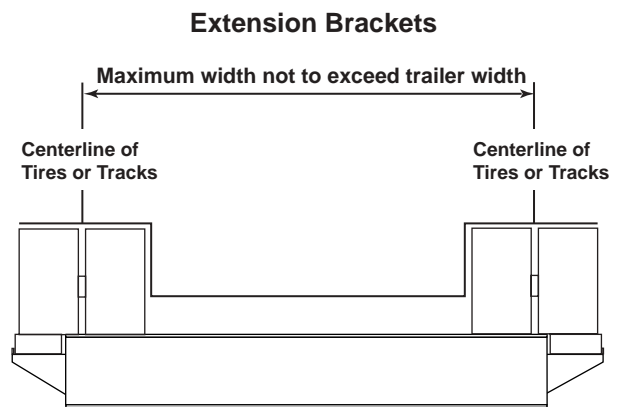 Extension Brackets
Maximum width not to exceed trailer width
Centerline of
Tires or Tracks
Centerline of
Tires or Tracks